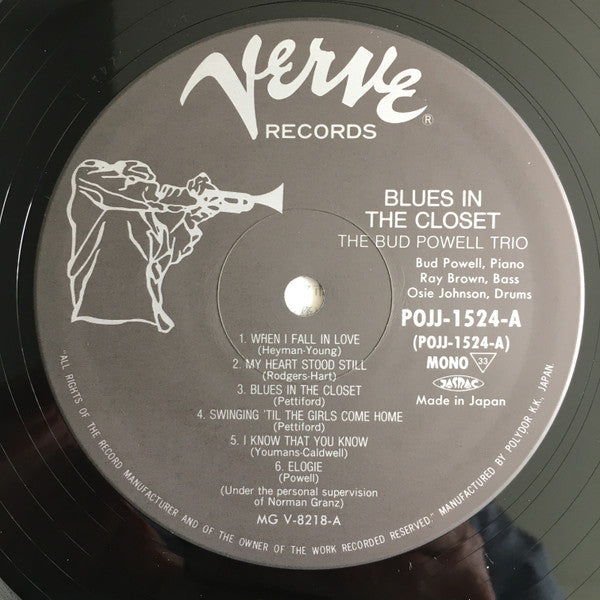 Verve
RECORDS
®
BLUES IN
THE CLOSET
THE BUD POWELL TRIO
Bud Powell, Piano
Ray Brown, Bass
Osie Johnson, Drums
POJJ-1524-A
(POJJ-1524-A)
MONO 33
JASRAC
Made in Japan
1. WREN I FALL IN LOVE
(Heyman-Young)
2. MY HEART STOOD STILL
(Rodgers-Hart)
3. BLUES IN THE CLOSET
(Pettiford)
4. SWINGING 'TIL THE GIRLS COME HOME
(Pettiford)
5. I KNOW THAT YOU KNOW
(Youmans-Caldwell)
6. ELOGIE
(Powell)
(Under the personal supervision
of Norman Granz)
MG V-8218-A
"ALL RIGHTS OF THE RECORD MANUFACTURER AND OF THE OWNER OF THE WORK RECORDED RESERVED." MANUFACTURED BY POLYDOR K.K., JAPAN.